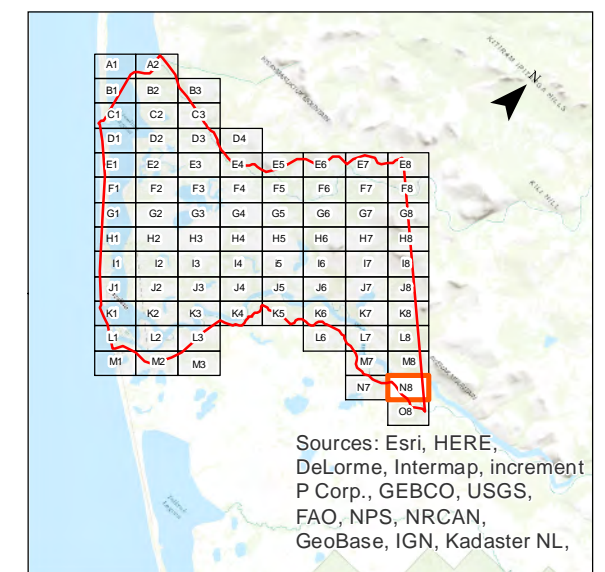 A1 A2
B1 B2 B3
C1 C2 C3
D1 D2 D3 D4
E1 E2 E3 E4 E5 E6 E7 E8
F1 F2 F3 F4 F5 F6 F7 F8
G1 G2 G3 G4 G5 G6 G7 G8
H1 H2 H3 H4 H5 H6 H7 H8
I1 I2 I3 I4 i5 I6 I7 I8
J1 J2 J3 J4 J5 J6 J7 J8
K1 K2 K3 K4 K5 K6 K7 K8
L1 L2 L3 L6 L7 L8
M1 M2 M3 M7 M8
N7 N8
O8
N
HILLS
KILI HILL
Sources: Esri, HERE,
DeLorme, Intermap, increment
P Corp., GEBCO, USGS,
FAO, NPS, NRCAN,
GeoBase, IGN, Kadaster NL,